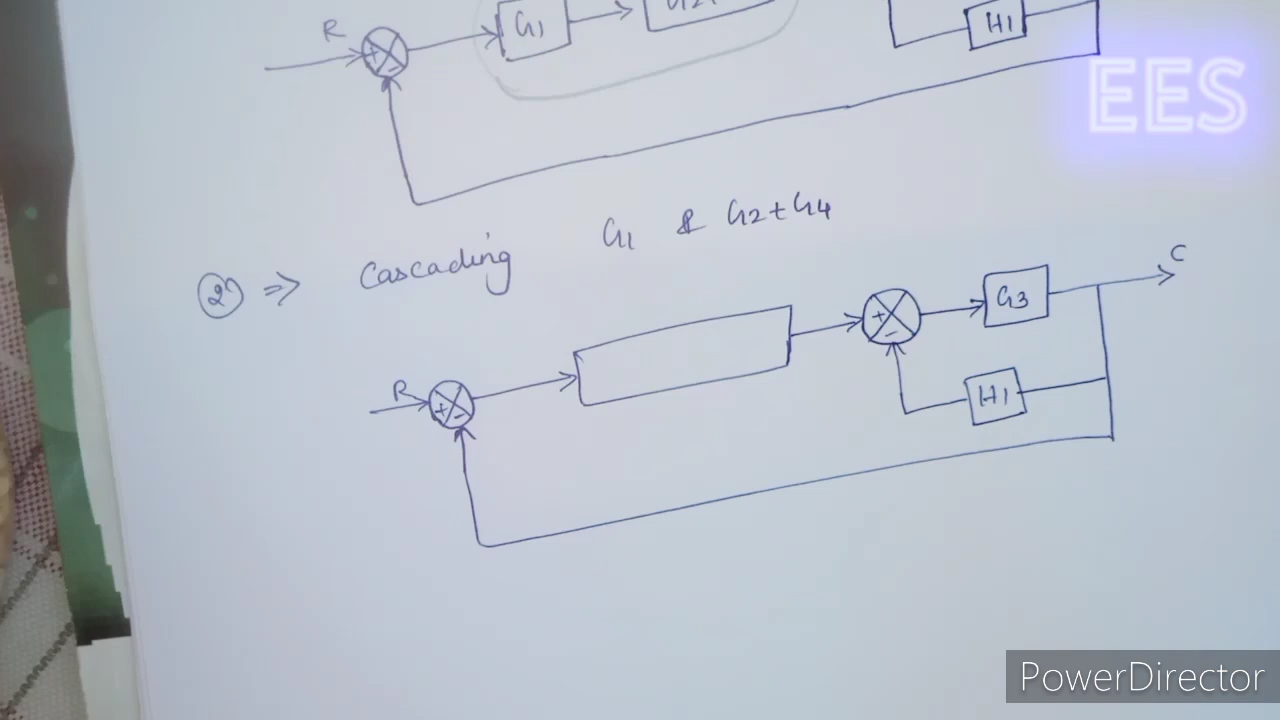 R + - G1 H1
EES
2) => Cascading G1 & G2+G4
R + - + - G3 C
H1
PowerDirector